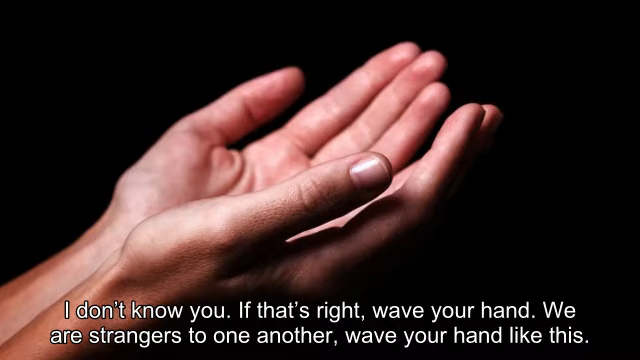 I don’t know you. If that’s right, wave your hand. We
are strangers to one another, wave your hand like this.